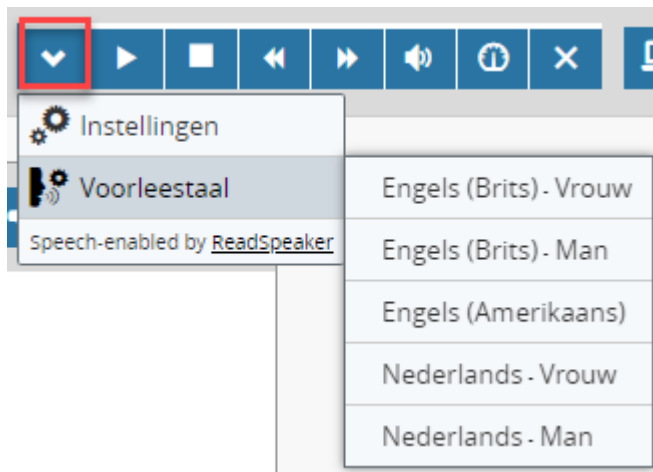 Instellingen
Voorleestaal
Speech-enabled by ReadSpeaker
Engels (Brits) - Vrouw
Engels (Brits) - Man
Engels (Amerikaans)
Nederlands - Vrouw
Nederlands - Man